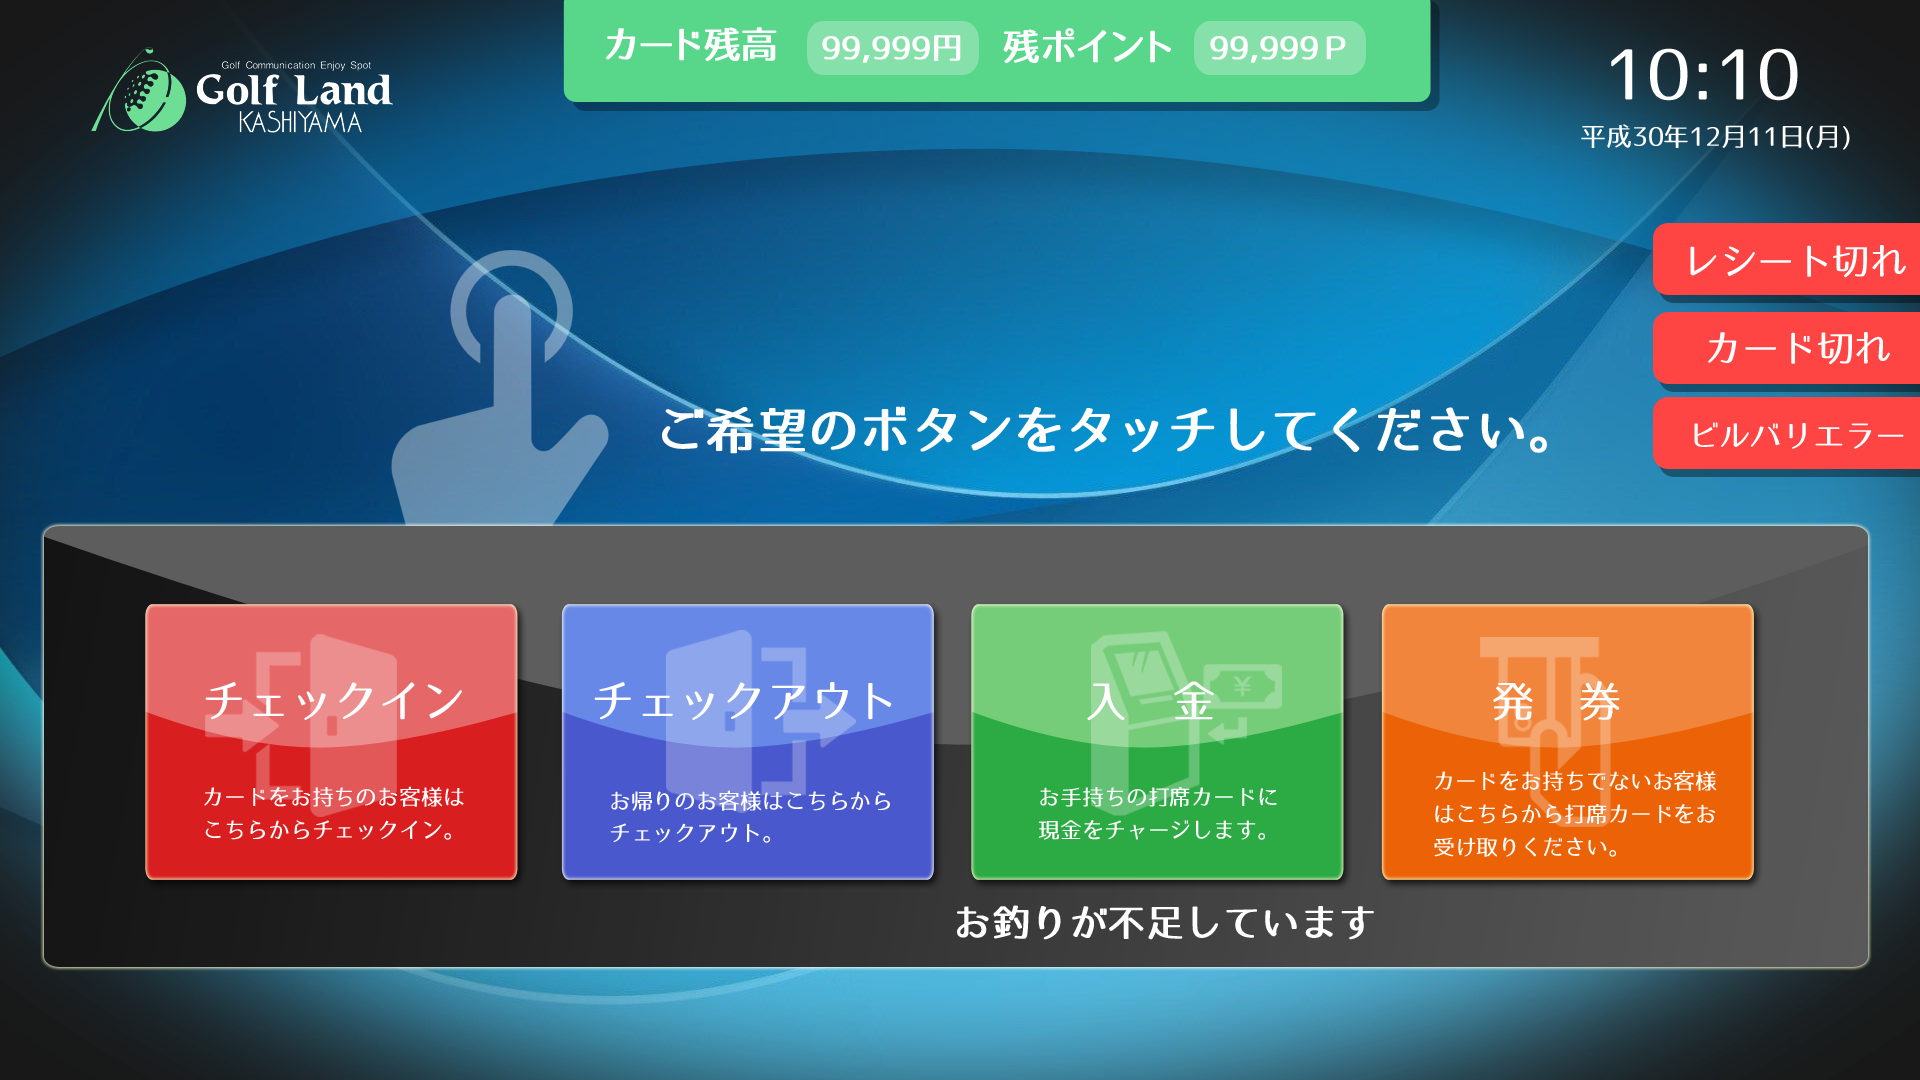 Golf Communication Enjoy Spot
Golf Land
KASHIYAMA
カード残高 99,999円 残ポイント 99,999P
10:10
平成30年12月11日(月)
レシート切れ
カード切れ
ビルバリエラー
ご希望のボタンをタッチしてください。
チェックイン
カードをお持ちのお客様は
こちらからチェックイン。
チェックアウト
お帰りのお客様はこちらから
チェックアウト。
入 金
お手持ちの打席カードに
現金をチャージします。
発 券
カードをお持ちでないお客様
はこちらから打席カードをお
受け取りください。
お釣りが不足しています